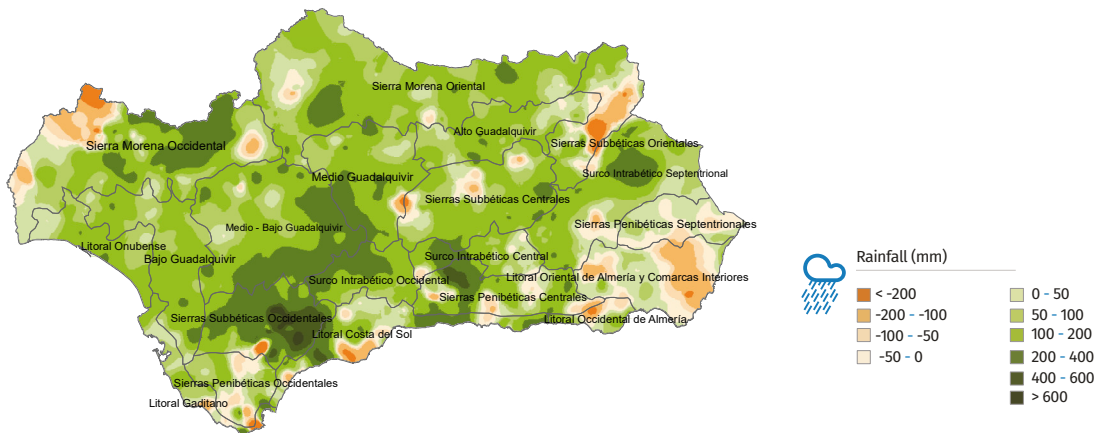 Sierra Morena Oriental
Alto Guadalquivir
Sierras Subbéticas Orientales
Sierra Morena Occidental
Surco Intrabético Septentrional
Medio Guadalquivir
Sierras Subbéticas Centrales
Sierras Penibéticas Septentrionales
Medio - Bajo Guadalquivir
Litoral Onubense
Bajo Guadalquivir
Surco Intrabético Central
Surco Intrabético Occidental
Litoral Oriental de Almería y Comarcas Interiores
Sierras Penibéticas Centrales
Sierras Subbéticas Occidentales
Litoral Occidental de Almería
Litoral Costa del Sol
Sierras Penibéticas Occidentales
Litoral Gaditano
Rainfall (mm)
< -200
-200 - -100
-100 - -50
-50 - 0
0 - 50
50 - 100
100 - 200
200 - 400
400 - 600
> 600